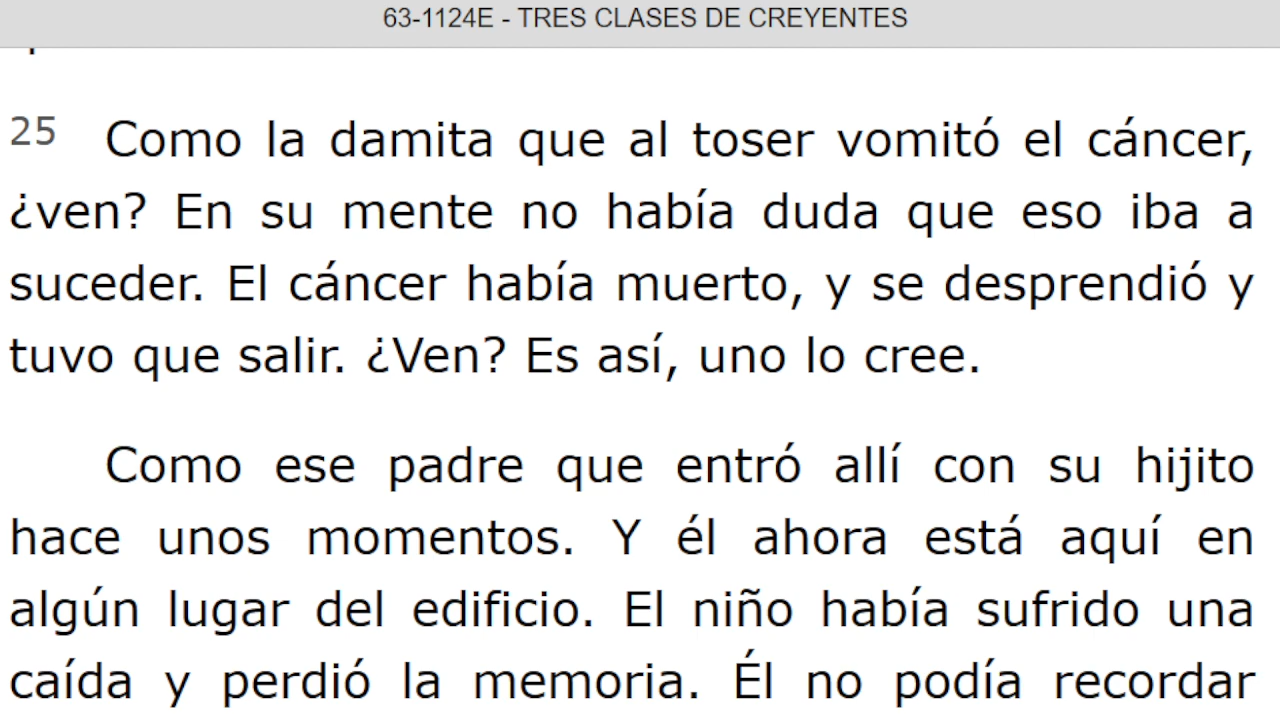 63-1124E - TRES CLASES DE CREYENTES
25 Como la damita que al toser vomitó el cáncer,
¿ven? En su mente no había duda que eso iba a
suceder. El cáncer había muerto, y se desprendió y
tuvo que salir. ¿Ven? Es así, uno lo cree.
Como ese padre que entró allí con su hijito
hace unos momentos. Y él ahora está aquí en
algún lugar del edificio. El niño había sufrido una
caída y perdió la memoria. Él no podía recordar